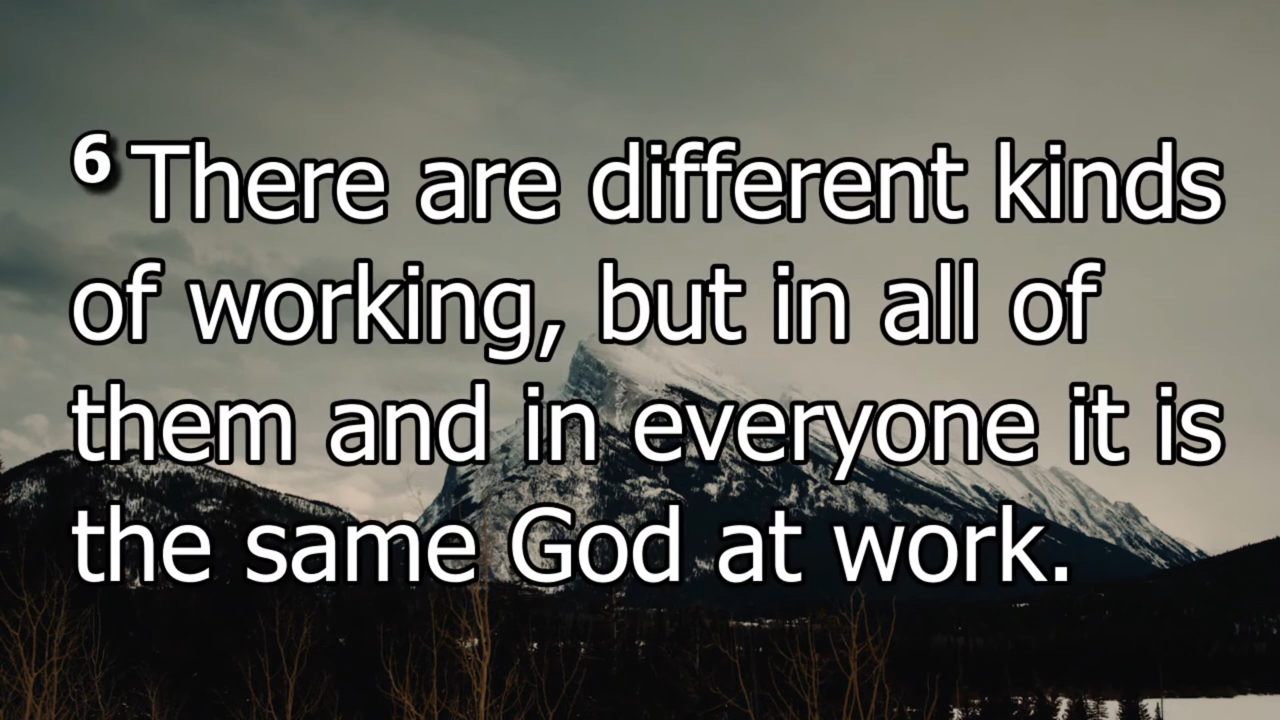 6 There are different kinds
of working, but in all of
them and in everyone it is
the same God at work.